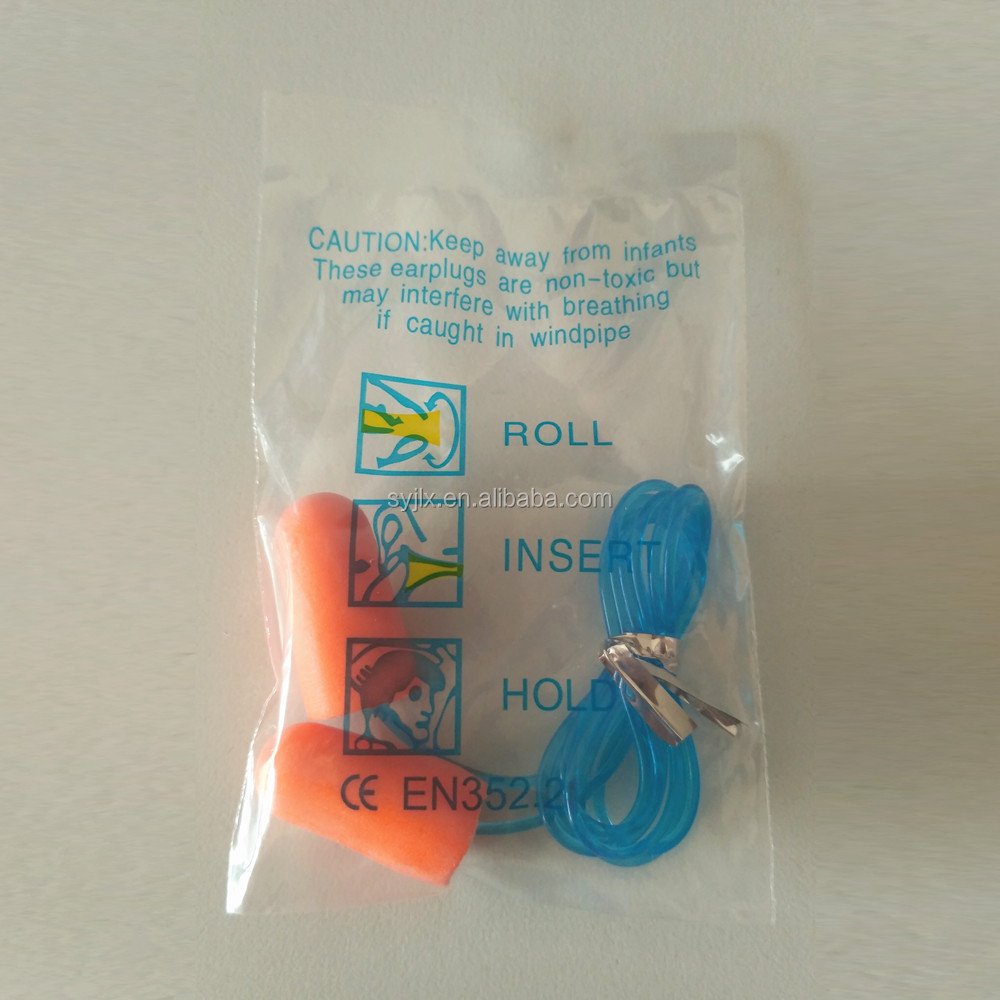 CAUTION:Keep away from infants
These earplugs are non-toxic but
may interfere with breathing
if caught in windpipe
ROLL
syjlx.en.alibaba.com
INSERT
HOLD
CE EN352.2